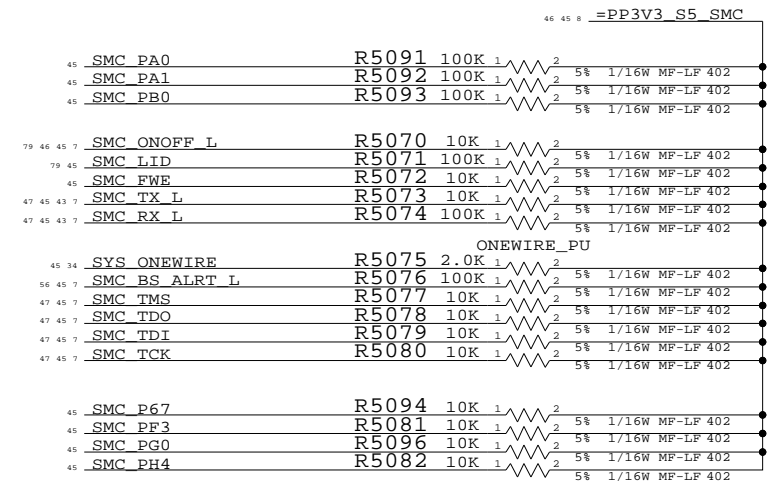 46 45 8 =PP3V3_S5_SMC
45 SMC_PA0 R5091 100K 1 2 5% 1/16W MF-LF 402
45 SMC_PA1 R5092 100K 1 2 5% 1/16W MF-LF 402
45 SMC_PB0 R5093 100K 1 2 5% 1/16W MF-LF 402
79 46 45 7 SMC_ONOFF_L R5070 10K 1 2 5% 1/16W MF-LF 402
79 45 SMC_LID R5071 100K 1 2 5% 1/16W MF-LF 402
45 SMC_FWE R5072 10K 1 2 5% 1/16W MF-LF 402
47 45 43 7 SMC_TX_L R5073 10K 1 2 5% 1/16W MF-LF 402
47 45 43 7 SMC_RX_L R5074 100K 1 2 5% 1/16W MF-LF 402
ONEWIRE_PU
45 34 SYS_ONEWIRE R5075 2.0K 1 2 5% 1/16W MF-LF 402
56 45 7 SMC_BS_ALRT_L R5076 100K 1 2 5% 1/16W MF-LF 402
47 45 7 SMC_TMS R5077 10K 1 2 5% 1/16W MF-LF 402
47 45 7 SMC_TDO R5078 10K 1 2 5% 1/16W MF-LF 402
47 45 7 SMC_TDI R5079 10K 1 2 5% 1/16W MF-LF 402
47 45 7 SMC_TCK R5080 10K 1 2 5% 1/16W MF-LF 402
45 SMC_P67 R5094 10K 1 2 5% 1/16W MF-LF 402
45 SMC_PF3 R5081 10K 1 2 5% 1/16W MF-LF 402
45 SMC_PG0 R5096 10K 1 2 5% 1/16W MF-LF 402
45 SMC_PH4 R5082 10K 1 2 5% 1/16W MF-LF 402